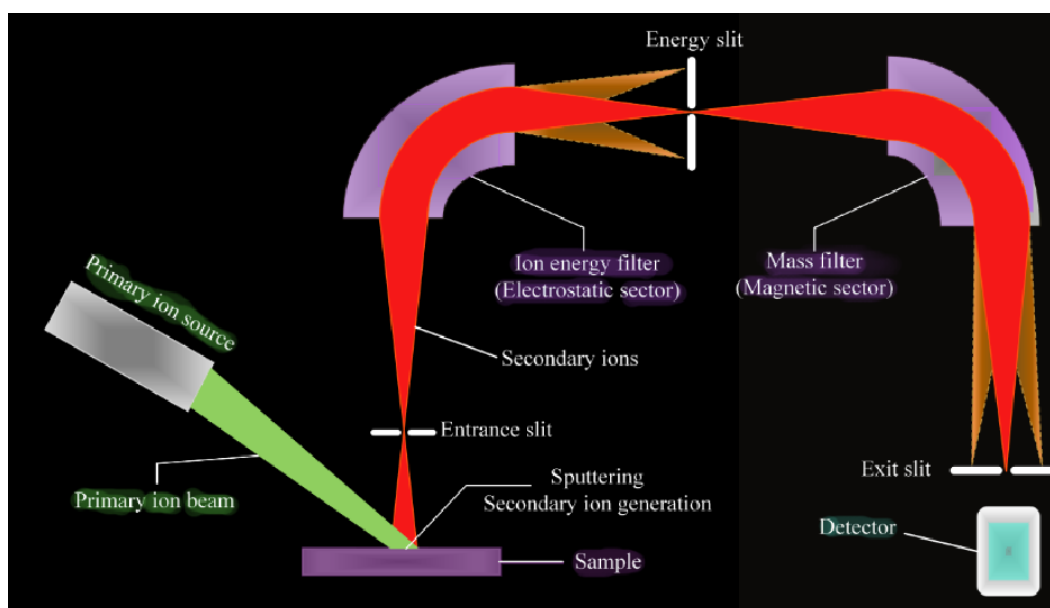 Energy slit
Ion energy filter
(Electrostatic sector)
Mass filter
(Magnetic sector)
Primary ion source
Secondary ions
Entrance slit
Exit slit
Sputtering
Secondary ion generation
Primary ion beam
Detector
Sample